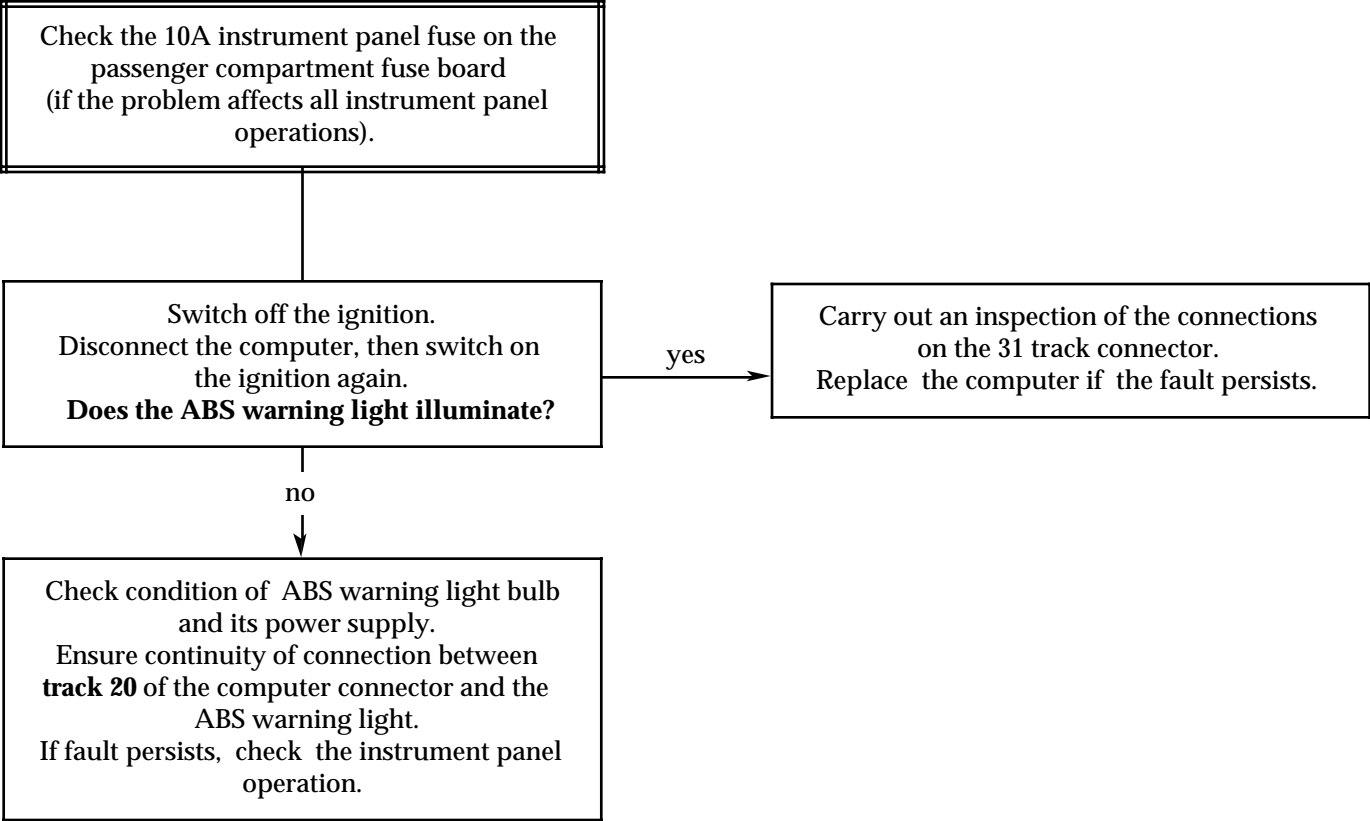 Check the 10A instrument panel fuse on the
passenger compartment fuse board
(if the problem affects all instrument panel
operations).
Switch off the ignition.
Disconnect the computer, then switch on
the ignition again.
Does the ABS warning light illuminate?
yes
Carry out an inspection of the connections
on the 31 track connector.
Replace the computer if the fault persists.
no
Check condition of ABS warning light bulb
and its power supply.
Ensure continuity of connection between
track 20 of the computer connector and the
ABS warning light.
If fault persists, check the instrument panel
operation.